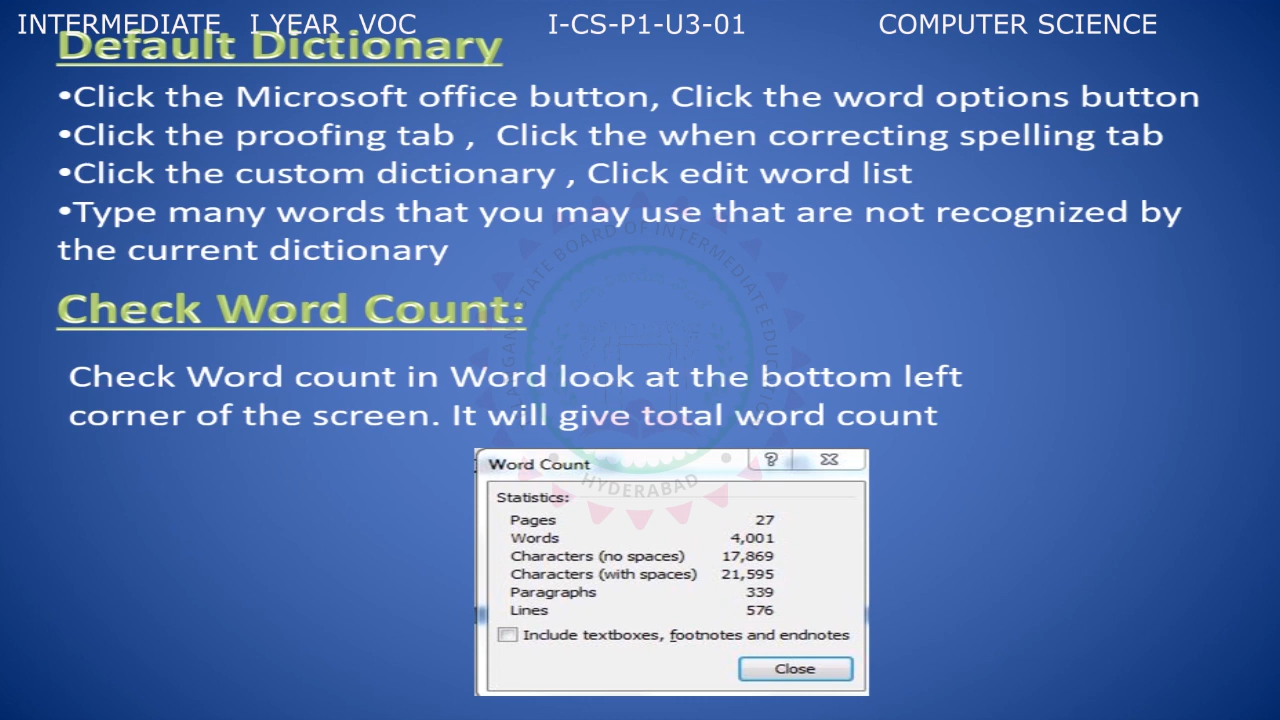 INTERMEDIATE I YEAR VOC I-CS-P1-U3-01 COMPUTER SCIENCE
Default Dictionary
•Click the Microsoft office button, Click the word options button
•Click the proofing tab , Click the when correcting spelling tab
•Click the custom dictionary , Click edit word list
•Type many words that you may use that are not recognized by
the current dictionary
Check Word Count:
Check Word count in Word look at the bottom left
corner of the screen. It will give total word count
Word Count
Statistics:
Pages 27
Words 4,001
Characters (no spaces) 17,869
Characters (with spaces) 21,595
Paragraphs 339
Lines 576
Include textboxes, footnotes and endnotes
Close
STATE BOARD OF INTERMEDIATE
HYDERABAD